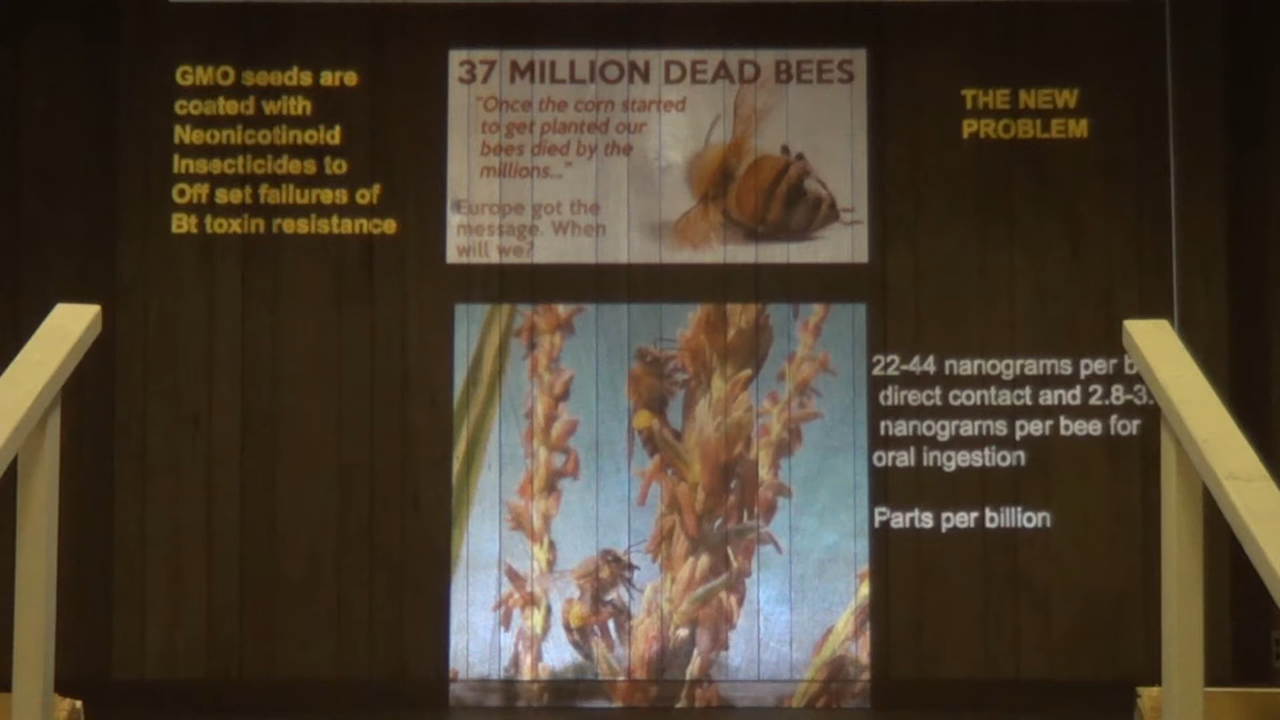 GMO seeds are
coated with
Neonicotinoid
Insecticides to
Off set failures of
Bt toxin resistance
37 MILLION DEAD BEES
"Once the corn started
to get planted our
bees died by the
millions..."
Europe got the
message. When
will we?
THE NEW
PROBLEM
22-44 nanograms per
direct contact and 2.8-3.
nanograms per bee for
oral ingestion
Parts per billion